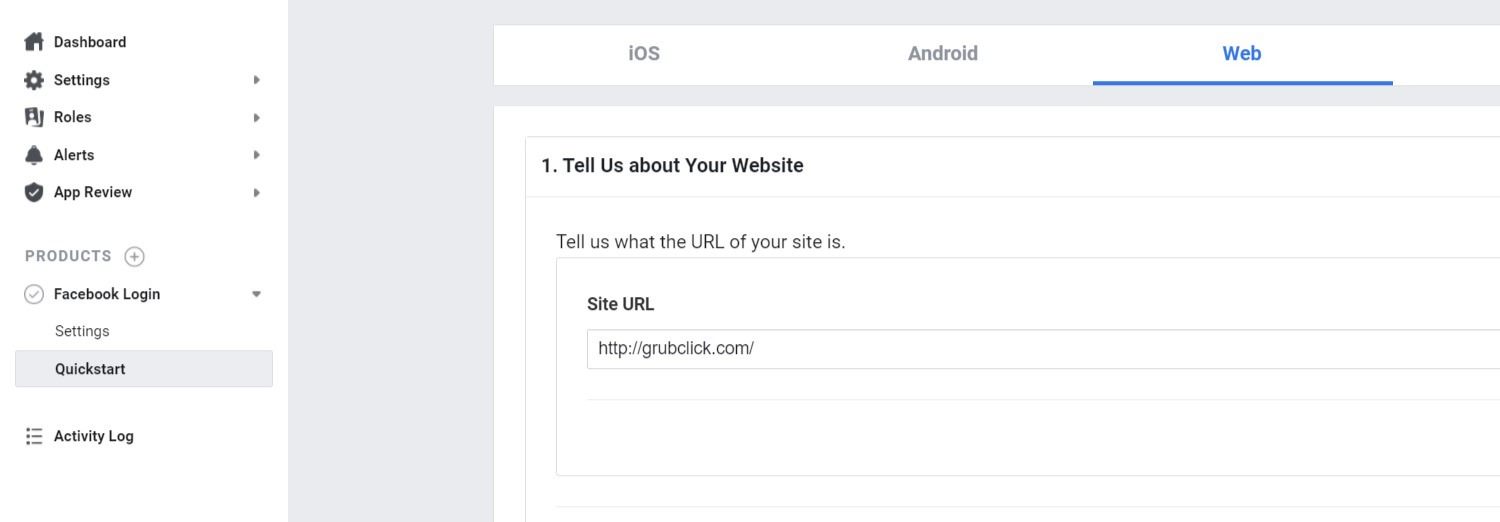 Dashboard
Settings
Roles
Alerts
App Review
PRODUCTS
Facebook Login
Settings
Quickstart
Activity Log
iOS Android Web
1. Tell Us about Your Website
Tell us what the URL of your site is.
Site URL
http://grubclick.com/